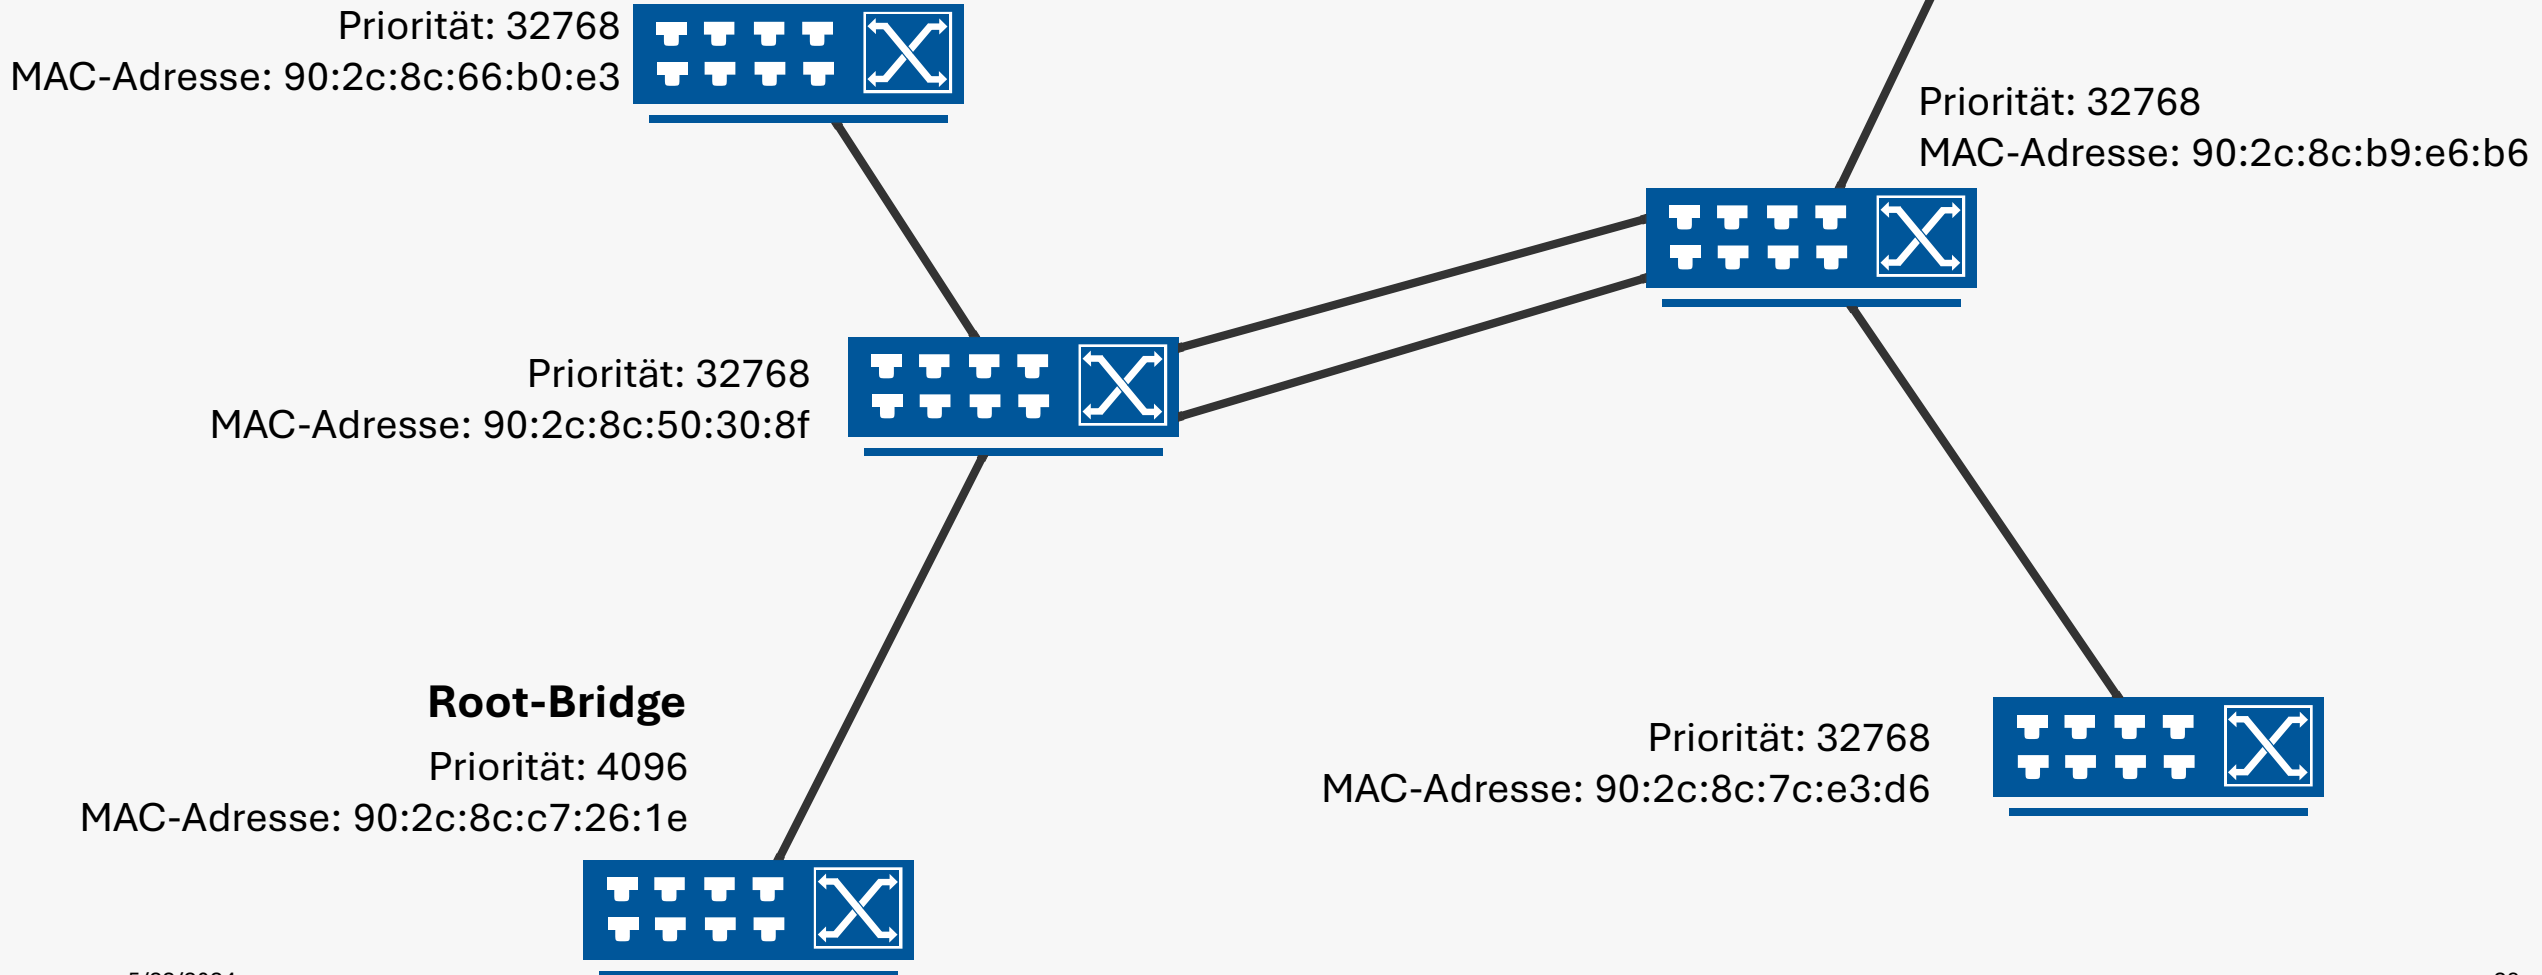 Priorität: 32768
MAC-Adresse: 90:2c:8c:66:b0:e3
Priorität: 32768
MAC-Adresse: 90:2c:8c:b9:e6:b6
Priorität: 32768
MAC-Adresse: 90:2c:8c:50:30:8f
Root-Bridge
Priorität: 4096
MAC-Adresse: 90:2c:8c:c7:26:1e
Priorität: 32768
MAC-Adresse: 90:2c:8c:7c:e3:d6